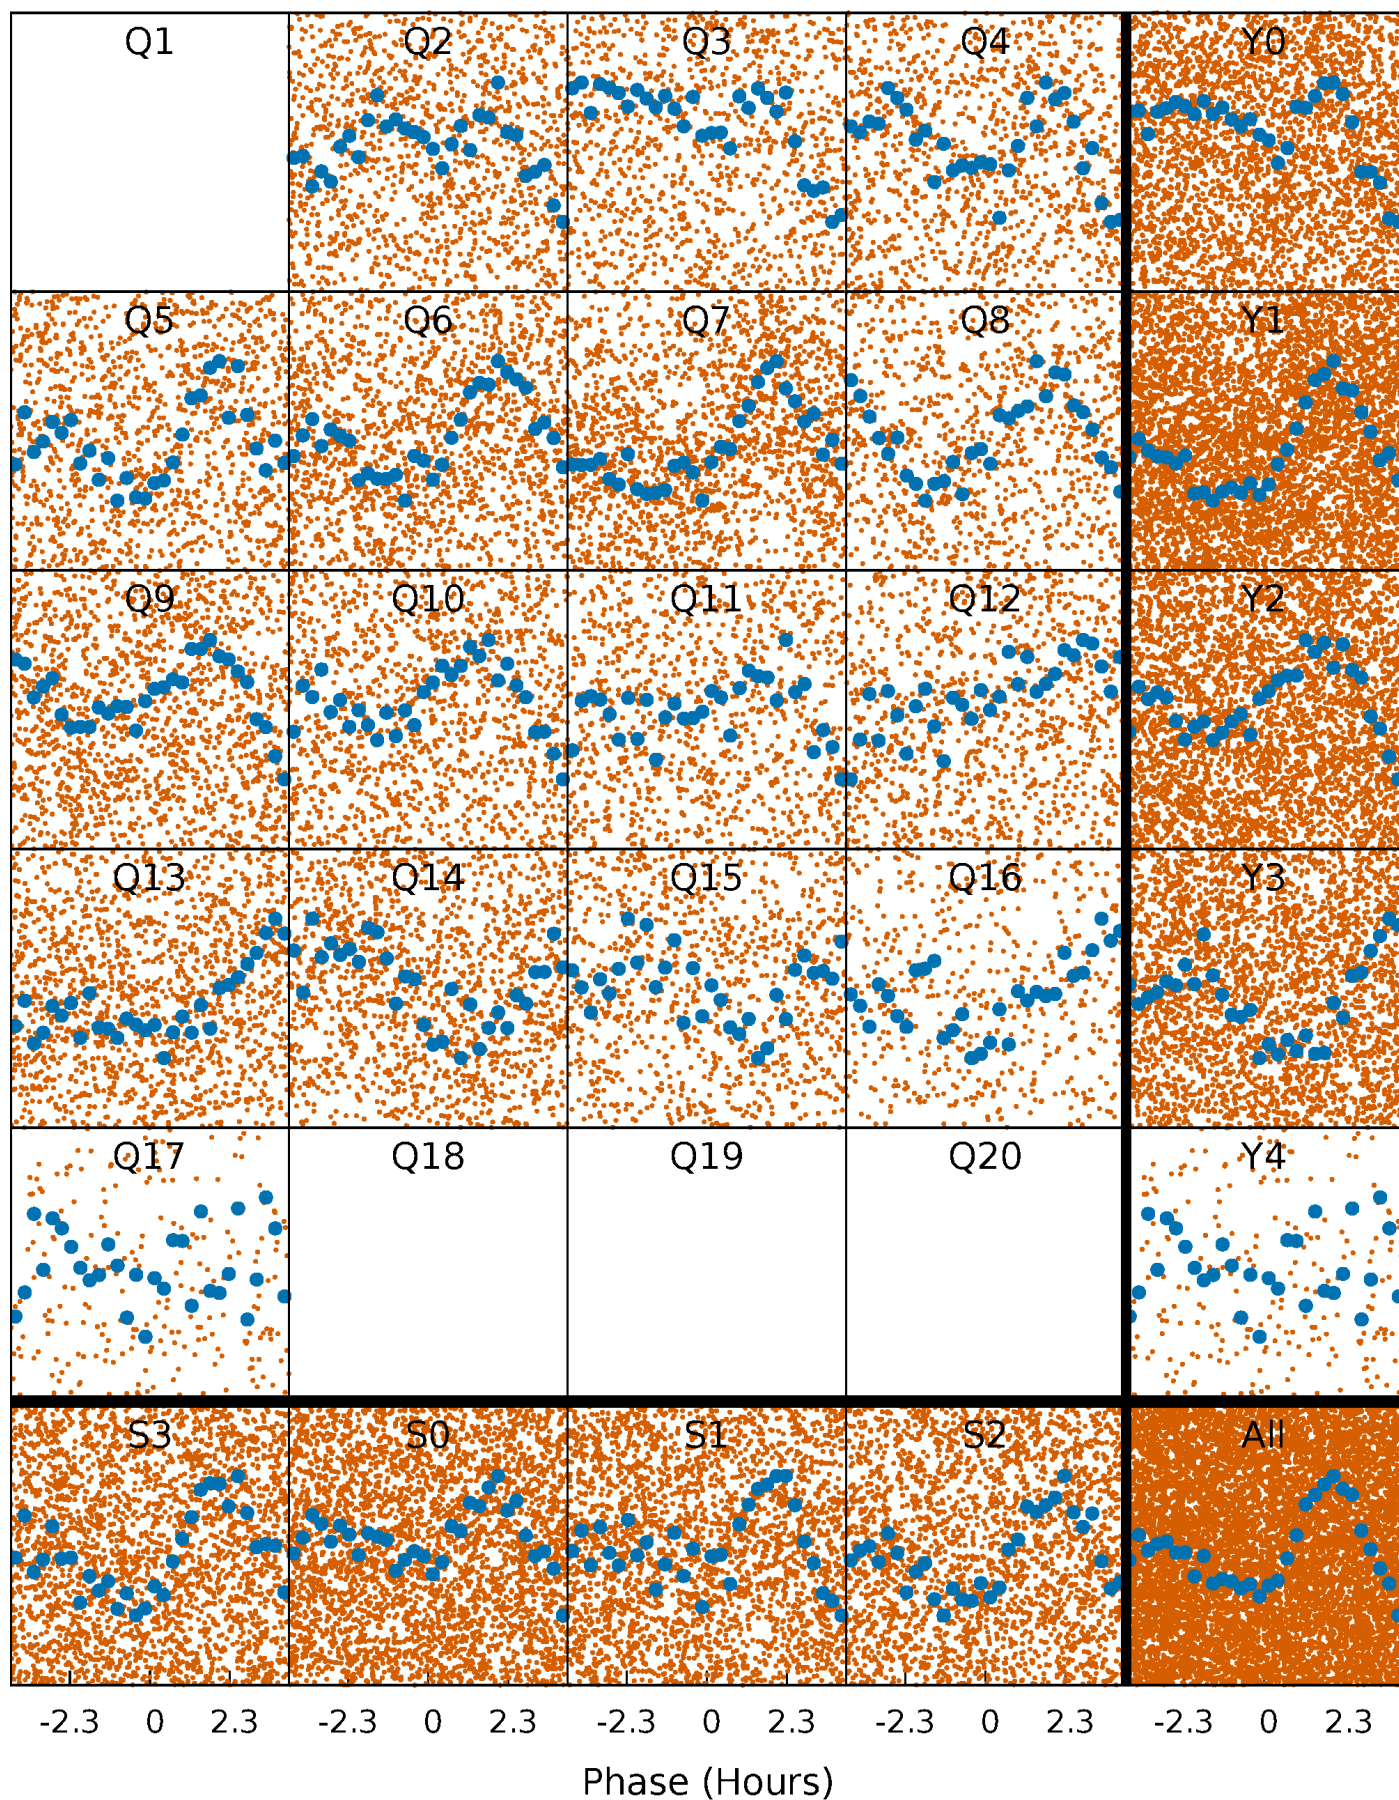 Q1 Q2 Q3 Q4 Y0
Q5 Q6 Q7 Q8 Y1
Q9 Q10 Q11 Q12 Y2
Q13 Q14 Q15 Q16 Y3
Q17 Q18 Q19 Q20 Y4
S3 S0 S1 S2 All
-2.3 0 2.3 -2.3 0 2.3 -2.3 0 2.3 -2.3 0 2.3 -2.3 0 2.3
Phase (Hours)